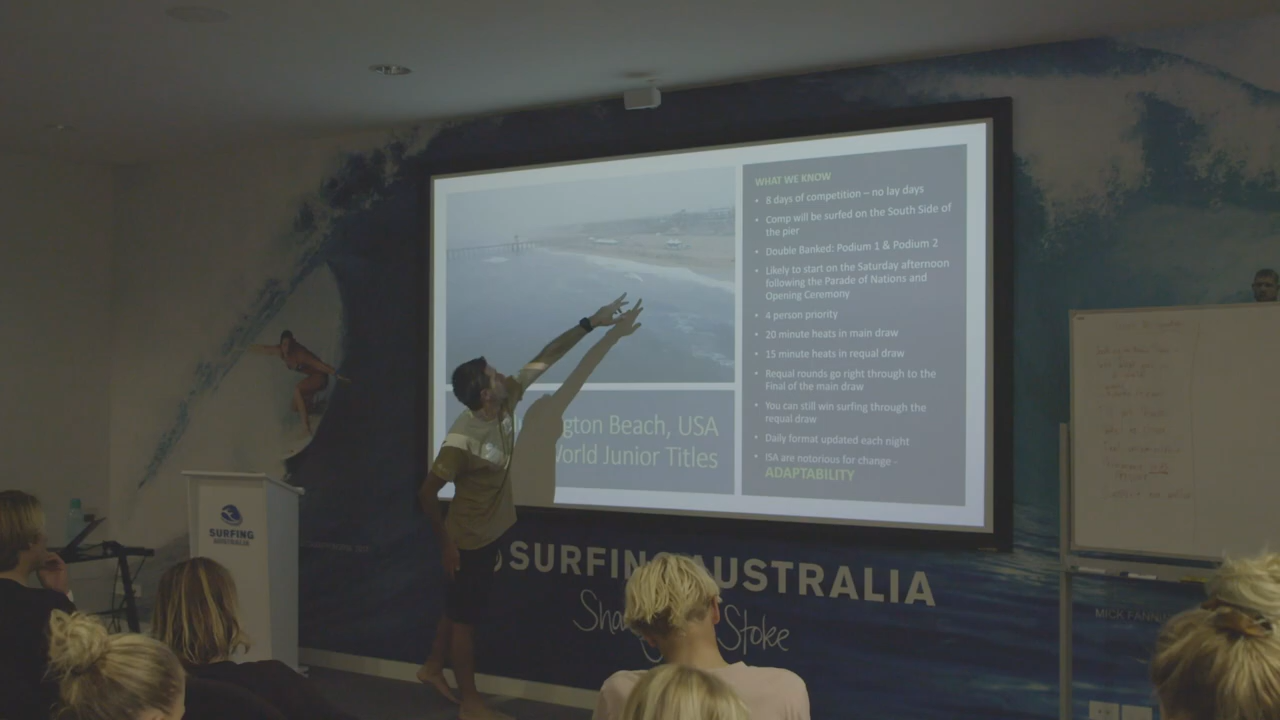 WHAT WE KNOW
• 8 days of competition – no lay days
• Comp will be surfed on the South Side of
the pier
• Double Banked: Podium 1 & Podium 2
• Likely to start on the Saturday afternoon
following the Parade of Nations and
Opening Ceremony
• 4 person priority
• 20 minute heats in main draw
• 15 minute heats in requal draw
• Requal rounds go right through to the
Final of the main draw
• You can still win surfing through the
requal draw
• Daily format updated each night
• ISA are notorious for change -
ADAPTABILITY
gton Beach, USA
World Junior Titles
SURFING
AUSTRALIA
SURFING AUSTRALIA
Stoke
MICK FANN